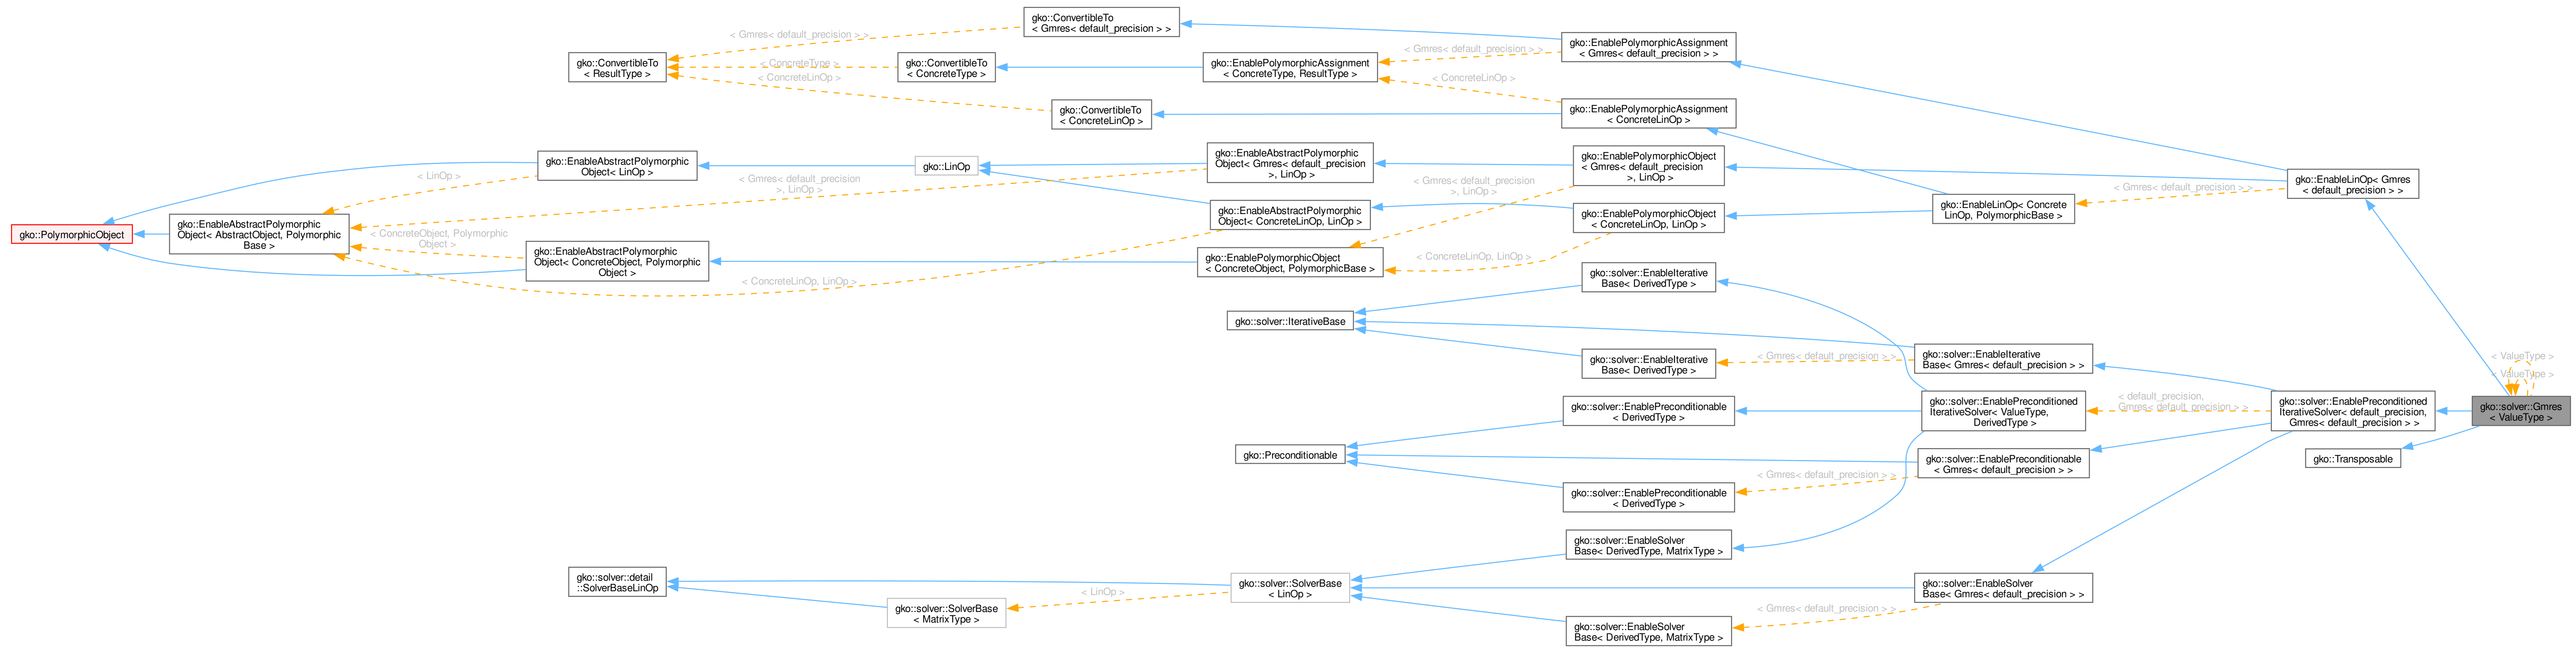 gko::ConvertibleTo
< Gmres< default_precision > >
< Gmres< default_precision > >
gko::ConvertibleTo
< ResultType >
< ConcreteType >
gko::ConvertibleTo
< ConcreteType >
< ConcreteLinOp >
gko::ConvertibleTo
< ConcreteLinOp >
gko::EnablePolymorphicAssignment
< ConcreteType, ResultType >
< Gmres< default_precision > >
< ConcreteLinOp >
gko::EnablePolymorphicAssignment
< Gmres< default_precision > >
gko::EnablePolymorphicAssignment
< ConcreteLinOp >
gko::PolymorphicObject
gko::EnableAbstractPolymorphic
Object< AbstractObject, Polymorphic
Base >
< LinOp >
< ConcreteObject, Polymorphic
Object >
gko::EnableAbstractPolymorphic
Object< LinOp >
gko::EnableAbstractPolymorphic
Object< ConcreteObject, Polymorphic
Object >
< Gmres< default_precision
>, LinOp >
< ConcreteLinOp, LinOp >
gko::LinOp
gko::EnableAbstractPolymorphic
Object< Gmres< default_precision
>, LinOp >
gko::EnableAbstractPolymorphic
Object< ConcreteLinOp, LinOp >
gko::EnablePolymorphicObject
< ConcreteObject, PolymorphicBase >
< Gmres< default_precision
>, LinOp >
< ConcreteLinOp, LinOp >
gko::EnablePolymorphicObject
< Gmres< default_precision
>, LinOp >
gko::EnablePolymorphicObject
< ConcreteLinOp, LinOp >
gko::EnableLinOp< Concrete
LinOp, PolymorphicBase >
< Gmres< default_precision > >
gko::EnableLinOp< Gmres
< default_precision > >
gko::solver::IterativeBase
gko::solver::EnableIterative
Base< DerivedType >
gko::solver::EnableIterative
Base< DerivedType >
< Gmres< default_precision > >
gko::solver::EnableIterative
Base< Gmres< default_precision > >
gko::Preconditionable
gko::solver::EnablePreconditionable
< DerivedType >
gko::solver::EnablePreconditionable
< DerivedType >
< Gmres< default_precision > >
gko::solver::EnablePreconditioned
IterativeSolver< ValueType,
DerivedType >
gko::solver::EnablePreconditionable
< Gmres< default_precision > >
< default_precision,
Gmres< default_precision > >
gko::solver::EnablePreconditioned
IterativeSolver< default_precision,
Gmres< default_precision > >
gko::Transposable
< ValueType >
< ValueType >
gko::solver::Gmres
< ValueType >
gko::solver::detail
::SolverBaseLinOp
gko::solver::SolverBase
< MatrixType >
< LinOp >
gko::solver::SolverBase
< LinOp >
gko::solver::EnableSolver
Base< DerivedType, MatrixType >
gko::solver::EnableSolver
Base< DerivedType, MatrixType >
< Gmres< default_precision > >
gko::solver::EnableSolver
Base< Gmres< default_precision > >